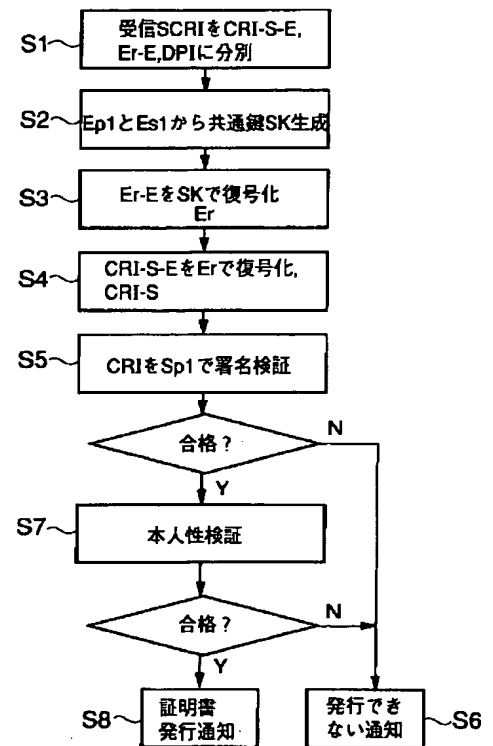 S1
受信SCRIをCRI-S-E,
Er-E,DPIに分別
S2
Ep1とEs1から共通鍵SK生成
S3
Er-EをSKで復号化
Er
S4
CRI-S-EをErで復号化,
CRI-S
S5
CRIをSp1で署名検証
合格?
N
Y
S7
本人性検証
合格?
N
Y
S8
証明書
発行通知
発行でき
ない通知
S6